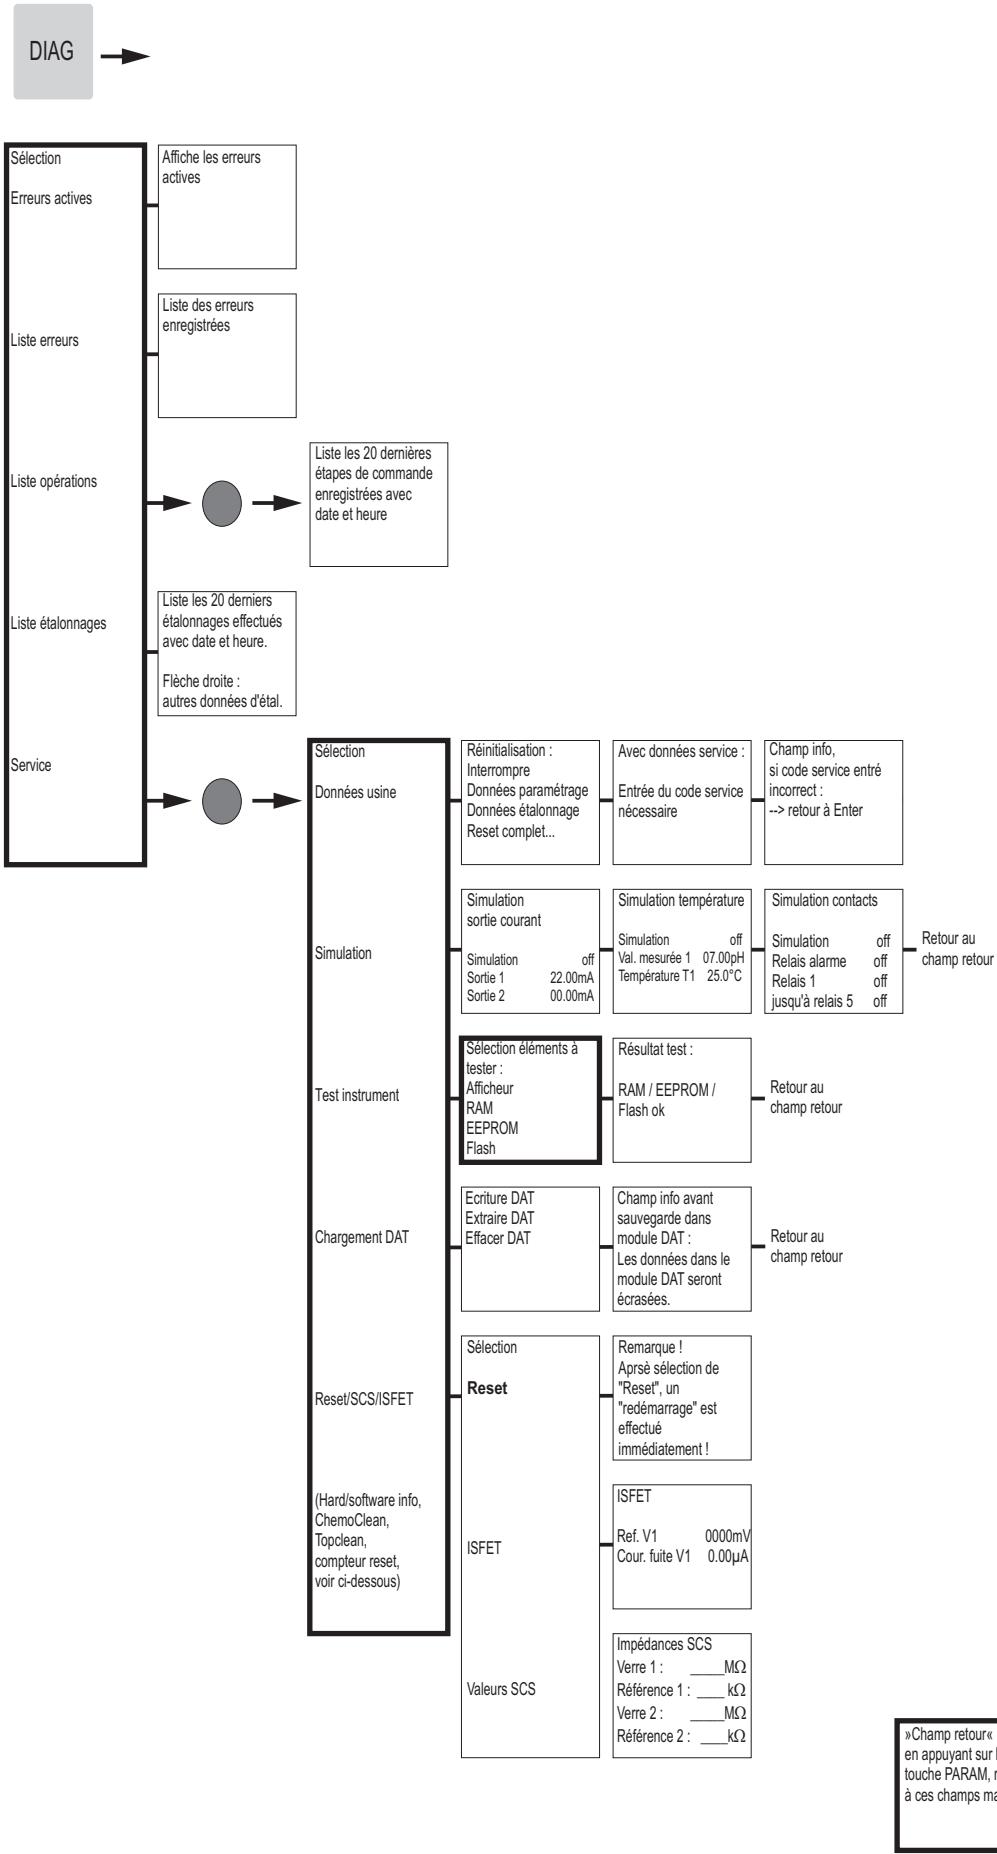 DIAG
Sélection
Erreurs actives
Affiche les erreurs
actives
Liste erreurs
Liste des erreurs
enregistrées
Liste opérations
Liste les 20 dernières
étapes de commande
enregistrées avec
date et heure
Liste étalonnages
Liste les 20 derniers
étalonnages effectués
avec date et heure.
Flèche droite :
autres données d'étal.
Service
Sélection
Données usine
Réinitialisation :
Interrompre
Données paramétrage
Données étalonnage
Reset complet...
Avec données service :
Entrée du code service
nécessaire
Champ info,
si code service entré
incorrect :
--> retour à Enter
Simulation
Simulation
sortie courant
Simulation off
Sortie 1 22.00mA
Sortie 2 00.00mA
Simulation température
Simulation off
Val. mesurée 1 07.00pH
Température T1 25.0°C
Simulation contacts
Simulation off
Relais alarme off
Relais 1 off
jusqu'à relais 5 off
Retour au
champ retour
Test instrument
Sélection éléments à
tester :
Afficheur
RAM
EEPROM
Flash
Résultat test :
RAM / EEPROM /
Flash ok
Retour au
champ retour
Chargement DAT
Ecriture DAT
Extraire DAT
Effacer DAT
Champ info avant
sauvegarde dans
module DAT :
Les données dans le
module DAT seront
écrasées.
Retour au
champ retour
Reset/SCS/ISFET
Sélection
Reset
Remarque !
Aprsè sélection de
"Reset", un
"redémarrage" est
effectué
immédiatement !
(Hard/software info,
ChemoClean,
Topclean,
compteur reset,
voir ci-dessous)
ISFET
ISFET
Ref. V1 0000mV
Cour. fuite V1 0.00µA
Valeurs SCS
Impédances SCS
Verre 1 : _____MΩ
Référence 1 : ____ kΩ
Verre 2 : _____MΩ
Référence 2 : ____kΩ
»Champ retour«
en appuyant sur
touche PARAM,
à ces champs